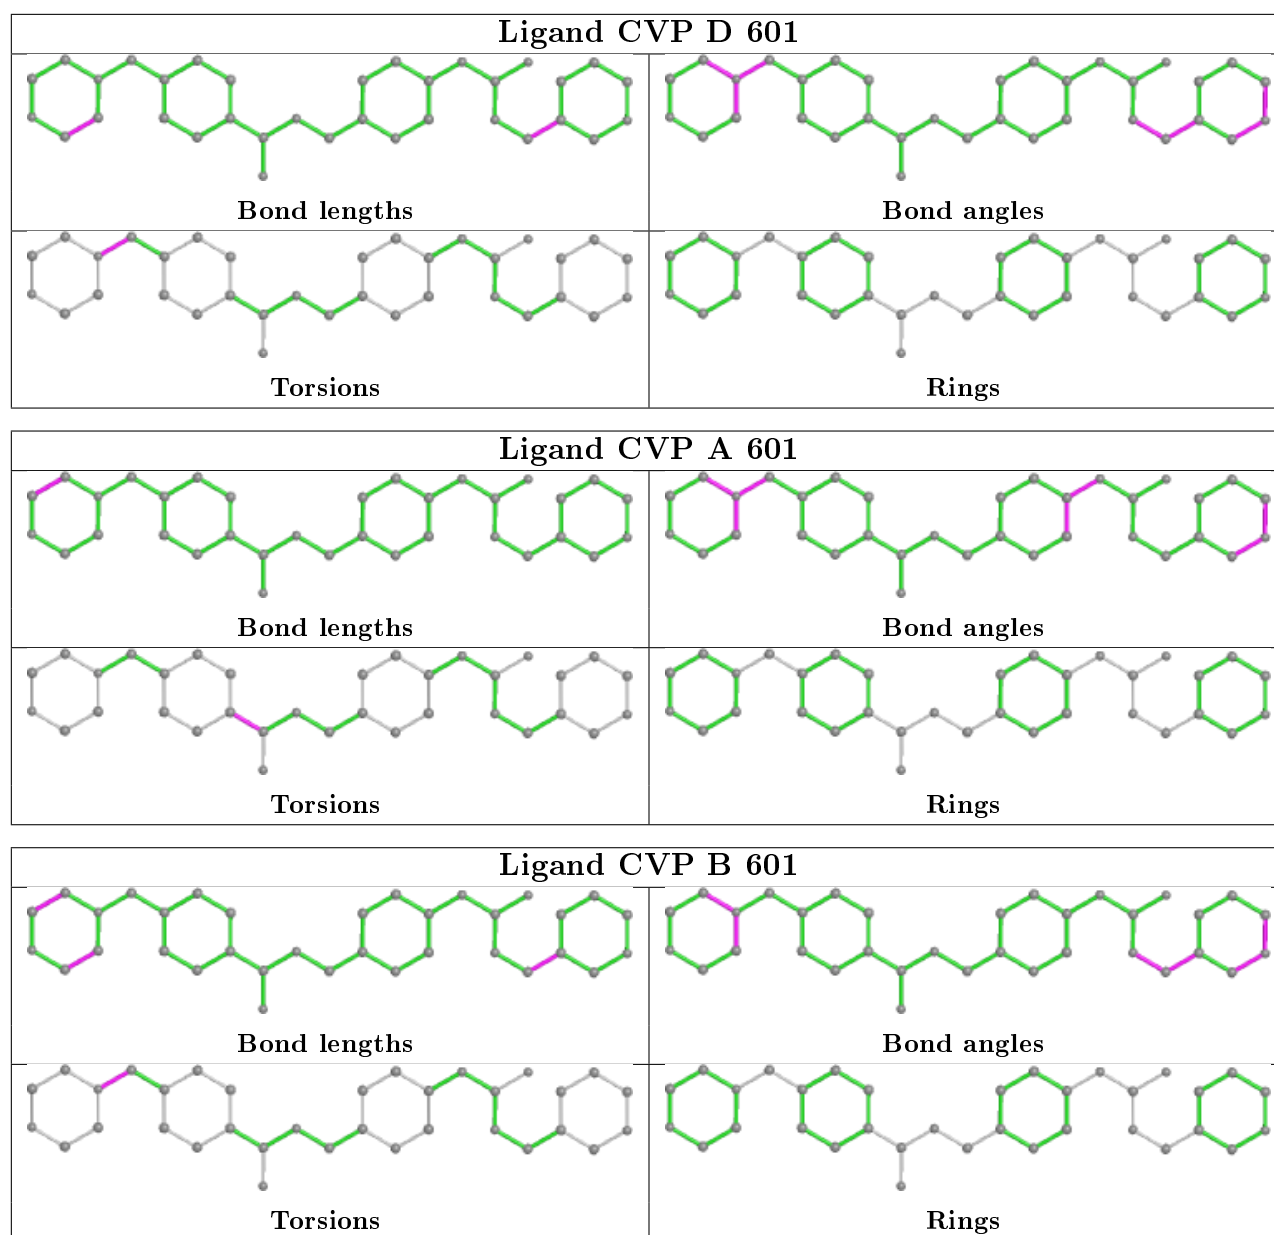 Ligand CVP D 601
Bond lengths
Bond angles
Torsions
Rings
Ligand CVP A 601
Bond lengths
Bond angles
Torsions
Rings
Ligand CVP B 601
Bond lengths
Bond angles
Torsions
Rings